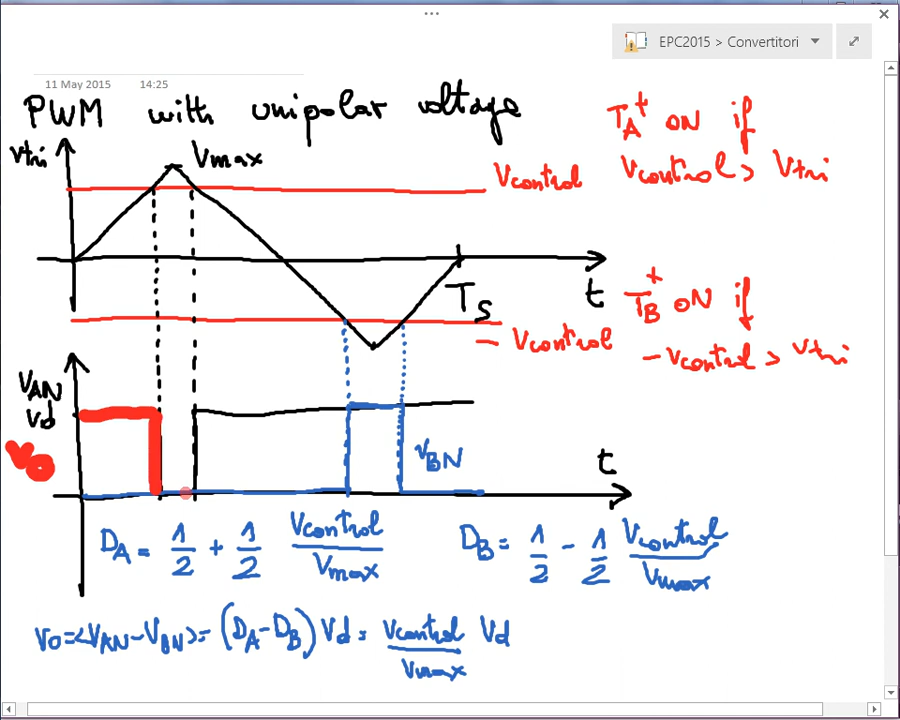 EPC2015 > Convertitori
11 May 2015 14:25
PWM with unipolar voltage
Vtri
Vmax
Vcontrol
TA+ ON if
Vcontrol > Vtri
Ts
t
TB+ ON if
-Vcontrol > Vtri
- Vcontrol
VAN
Vd
Vo
VBN
t
DA = 1/2 + 1/2 Vcontrol/Vmax
DB = 1/2 - 1/2 Vcontrol/Vmax
Vo = <VAN - VBN> = (DA - DB) Vd = Vcontrol/Vmax Vd